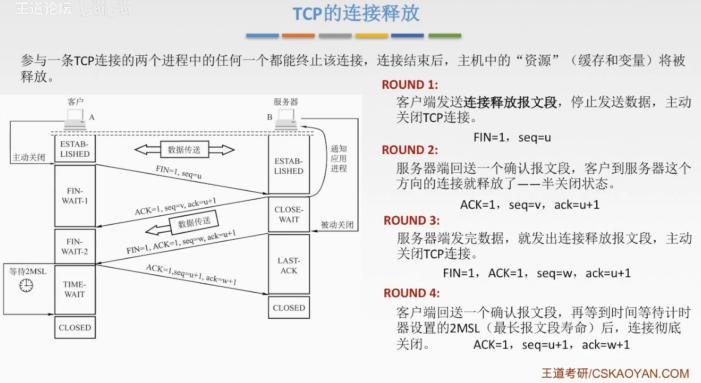 王道论坛
TCP的连接释放
参与一条TCP连接的两个进程中的任何一个都能终止该连接，连接结束后，主机中的“资源”（缓存和变量）将被
释放。
客户
服务器
A
B
ESTAB-
LISHED
数据传送
ESTAB-
LISHED
通知
应用
进程
主动关闭
FIN=1, seq=u
FIN-
WAIT-1
ACK=1, seq=v, ack=u+1
CLOSE-
WAIT
数据传送
被动关闭
FIN-
WAIT-2
FIN=1, ACK=1, seq=w, ack=u+1
等待2MSL
LAST-
ACK
ACK=1,seq=u+1, ack=w+1
TIME-
WAIT
CLOSED
CLOSED
ROUND 1:
客户端发送连接释放报文段，停止发送数据，主动
关闭TCP连接。
FIN=1，seq=u
ROUND 2:
服务器端回送一个确认报文段，客户到服务器这个
方向的连接就释放了——半关闭状态。
ACK=1，seq=v，ack=u+1
ROUND 3:
服务器端发完数据，就发出连接释放报文段，主动
关闭TCP连接。
FIN=1，ACK=1，seq=w，ack=u+1
ROUND 4:
客户端回送一个确认报文段，再等到时间等待计时
器设置的2MSL（最长报文段寿命）后，连接彻底
关闭。 ACK=1，seq=u+1，ack=w+1
王道考研/CSKAOYAN.COM